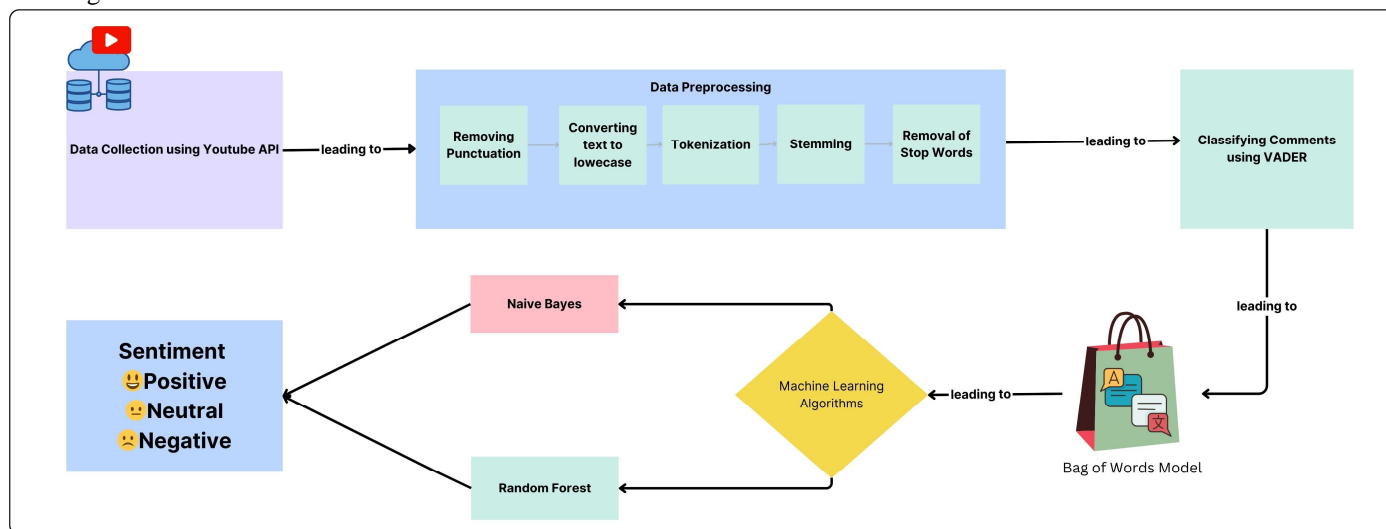 Data Collection using Youtube API
leading to
Data Preprocessing
Removing
Punctuation
Converting
text to
lowecase
Tokenization
Stemming
Removal of
Stop Words
leading to
Classifying Comments
using VADER
leading to
Bag of Words Model
A
文
leading to
Machine Learning
Algorithms
Naive Bayes
Random Forest
Sentiment
Positive
Neutral
Negative